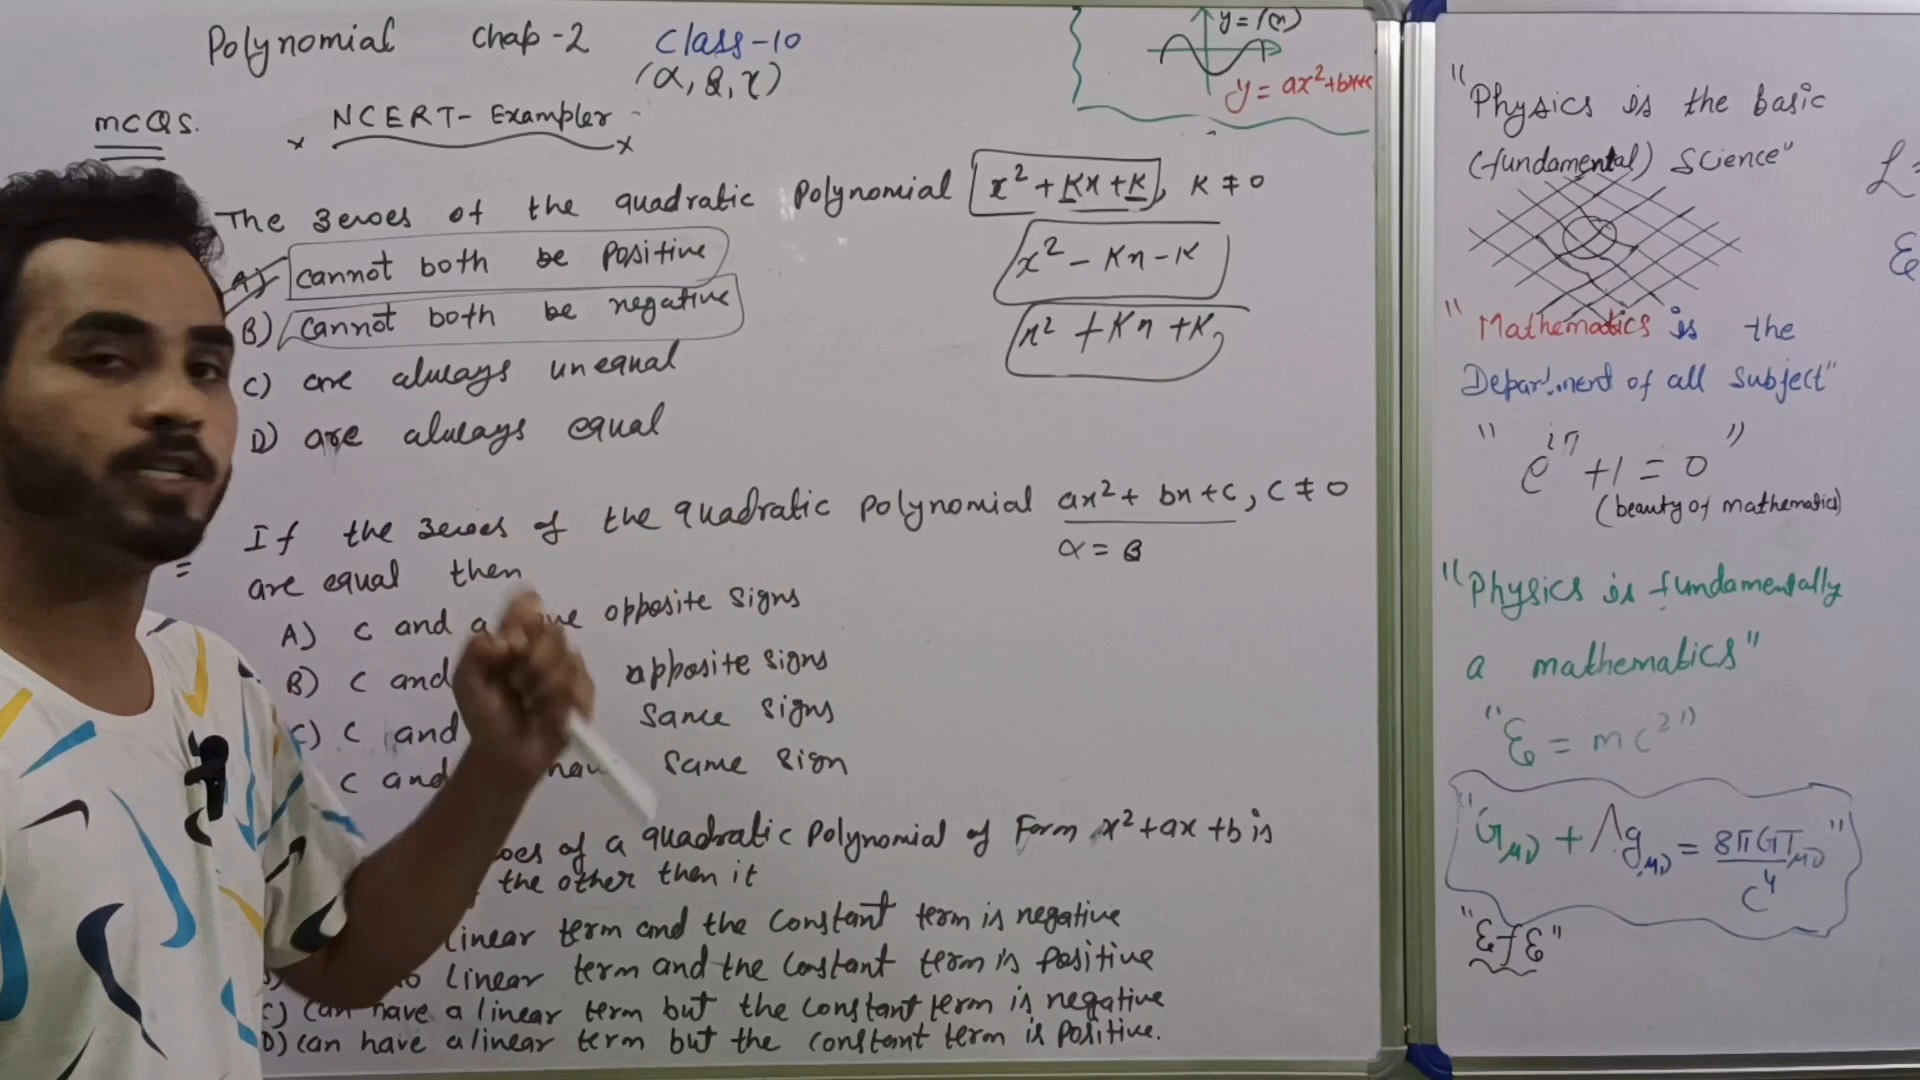 Polynomial Chap-2 Class-10
(α, β, γ)
MCQS.
NCERT- Exampler
The zeroes of the quadratic polynomial x² + Kx + K, K ≠ 0
A) cannot both be positive
B) cannot both be negative
C) are always unequal
D) are always equal
x² - Kx - K
x² + Kx + K
If the zeroes of the quadratic polynomial ax² + bx + c, c ≠ 0
are equal then
α = β
A) c and a opposite signs
B) c and opposite signs
C) c and same signs
c and have same sign
of a quadratic polynomial of Form x² + ax + b is
the other then it
linear term and the constant term is negative
linear term and the constant term is positive
C) can have a linear term but the constant term is negative
D) can have a linear term but the constant term is positive.
y = f(x)
y = ax² + bx + c
"Physics is the basic
(fundamental) Science"
"Mathematics is the
Department of all Subject"
"e^iπ + 1 = 0"
(beauty of mathematics)
"Physics is fundamentally
a mathematics"
"E = mc²"
"Gμν + Λgμν = 8πGTμν / c⁴"
"EfE"
L =
E